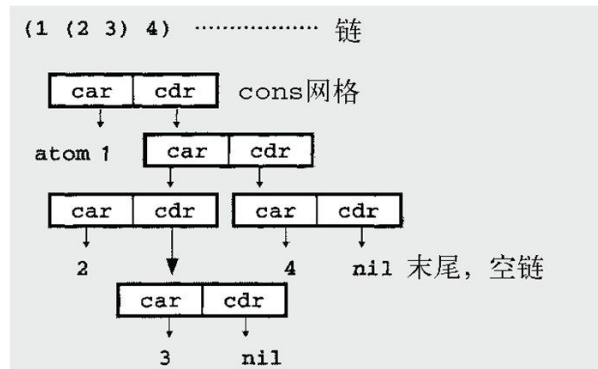 (1 (2 3) 4) ·················· 链
car cdr cons网格
atom 1 car cdr
car cdr car cdr
2 4 nil 末尾，空链
car cdr
3 nil